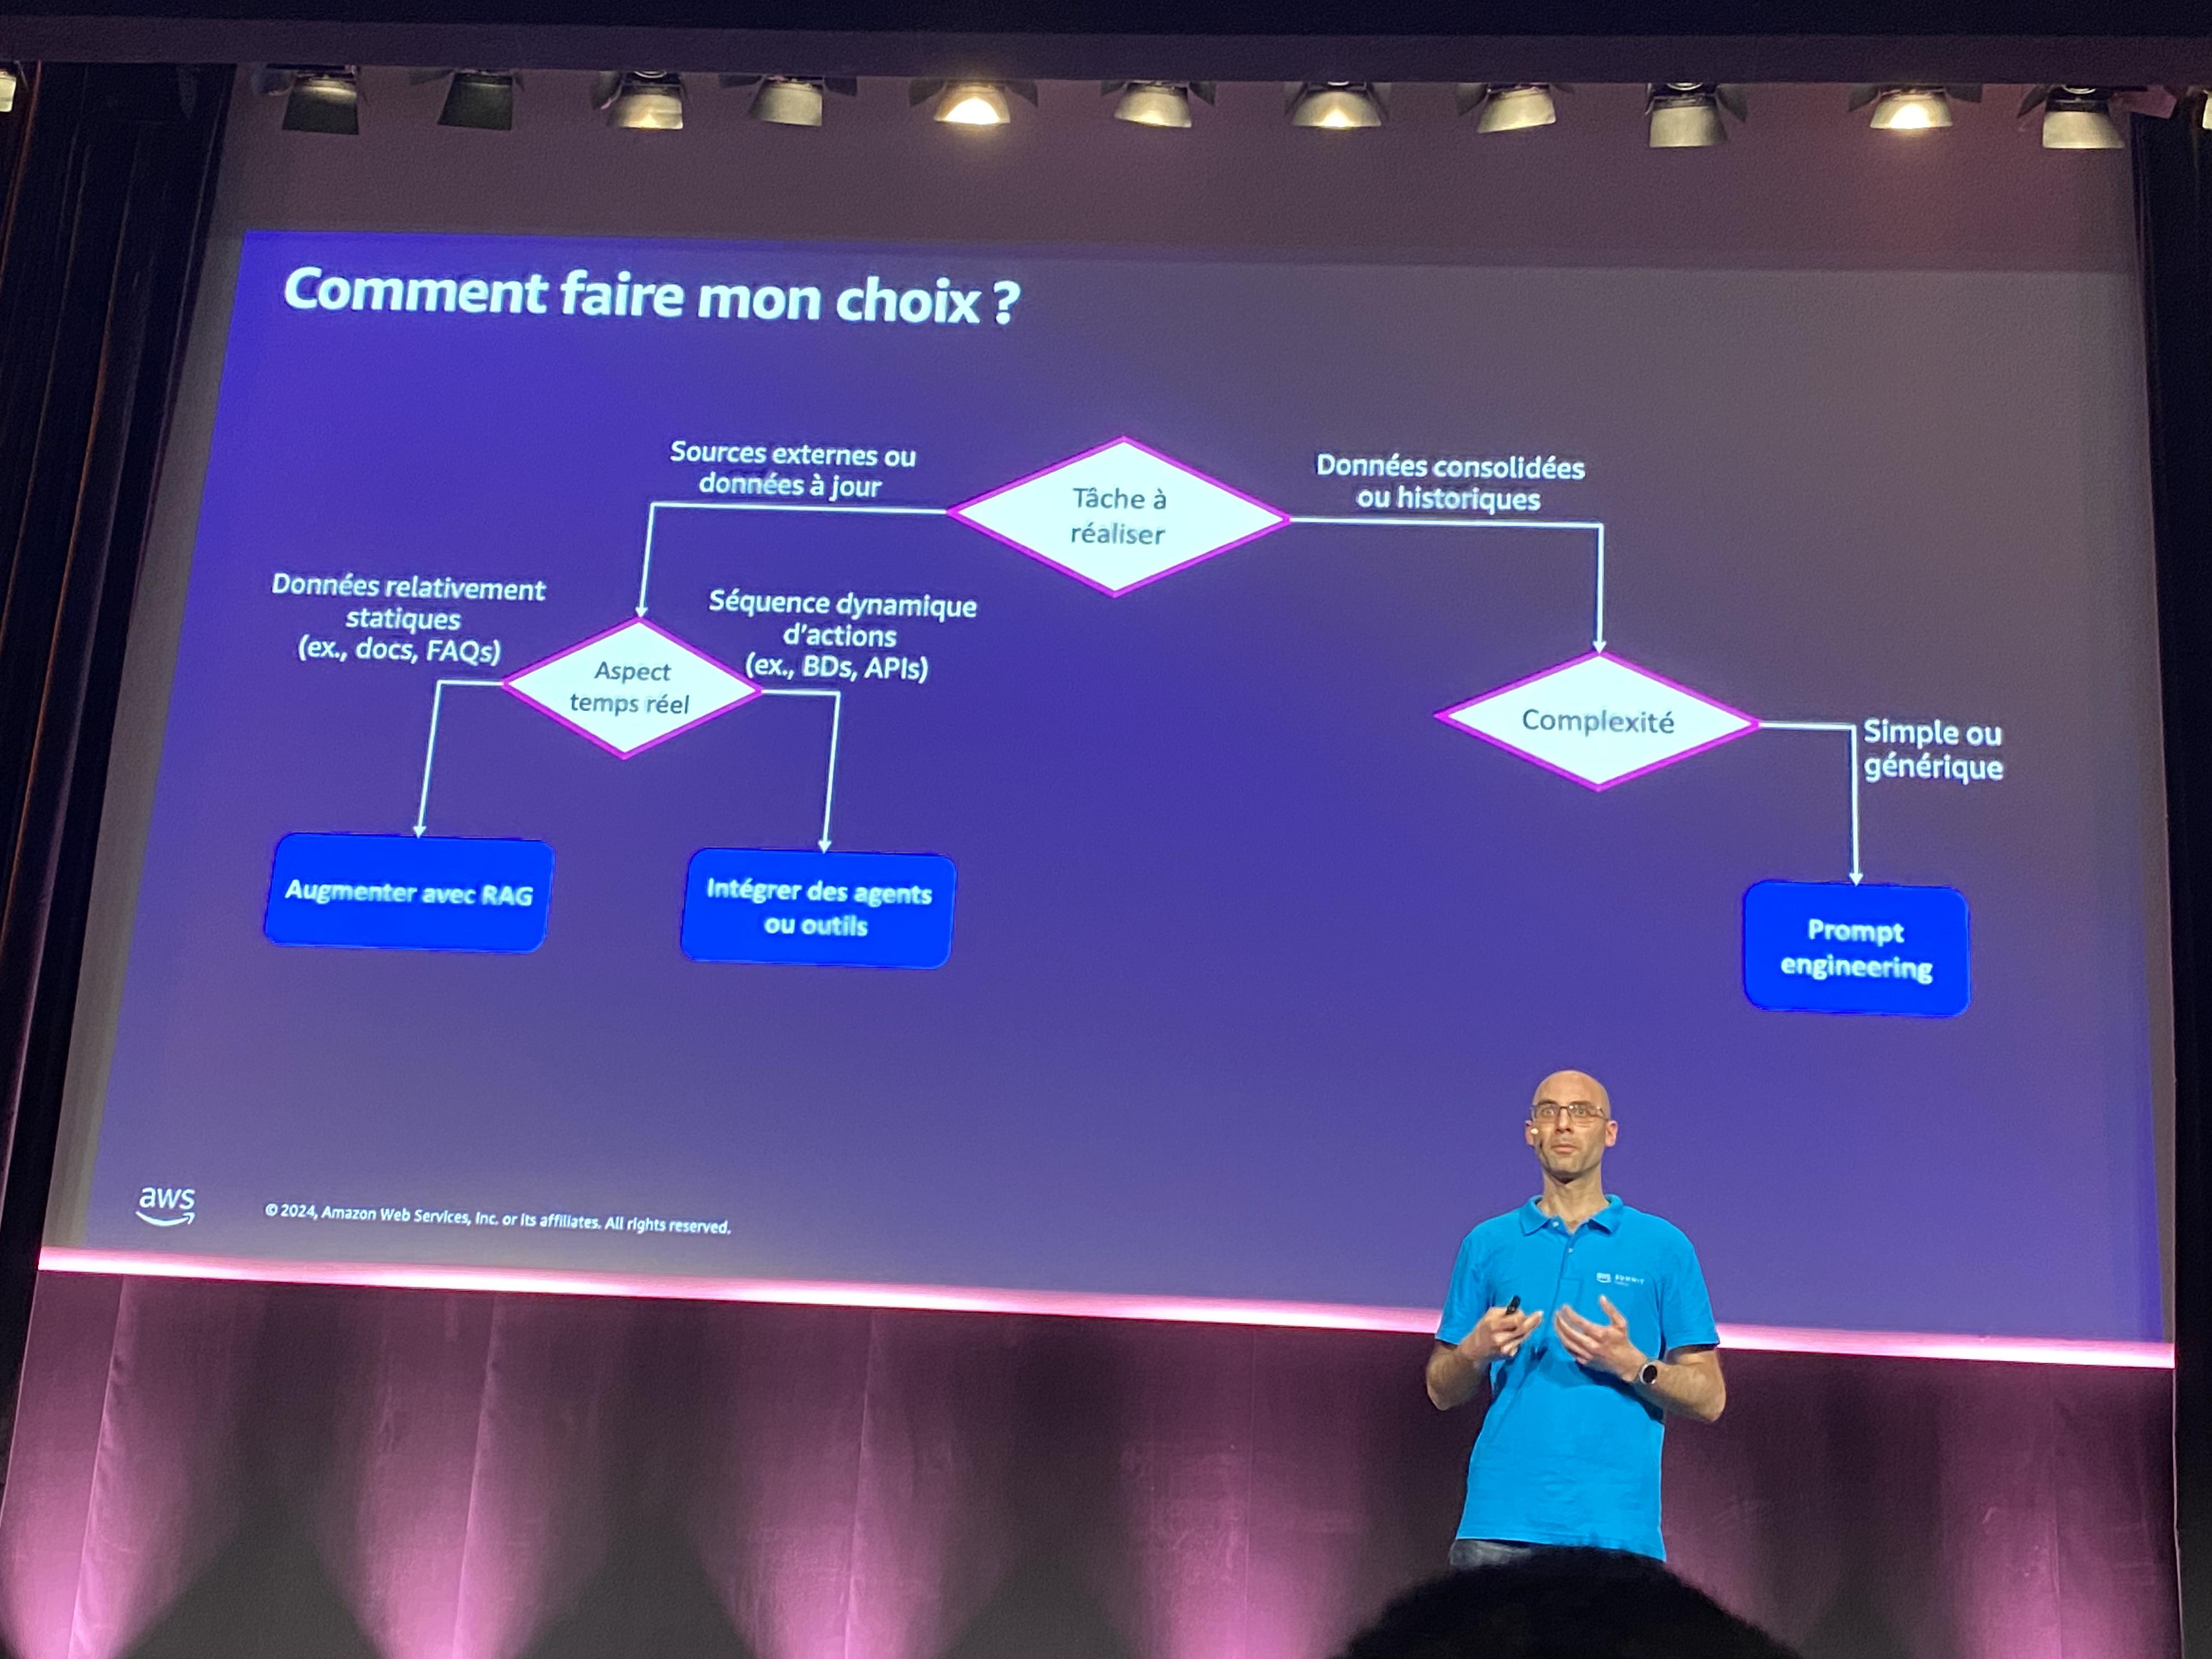 Comment faire mon choix ?
Sources externes ou
données à jour
Tâche à
réaliser
Données consolidées
ou historiques
Données relativement
statiques
(ex., docs, FAQs)
Séquence dynamique
d'actions
(ex., BDs, APIs)
Aspect
temps réel
Complexité
Simple ou
générique
Augmenter avec RAG
Intégrer des agents
ou outils
Prompt
engineering
aws
© 2024, Amazon Web Services, Inc. or its affiliates. All rights reserved.
aws SUMMIT